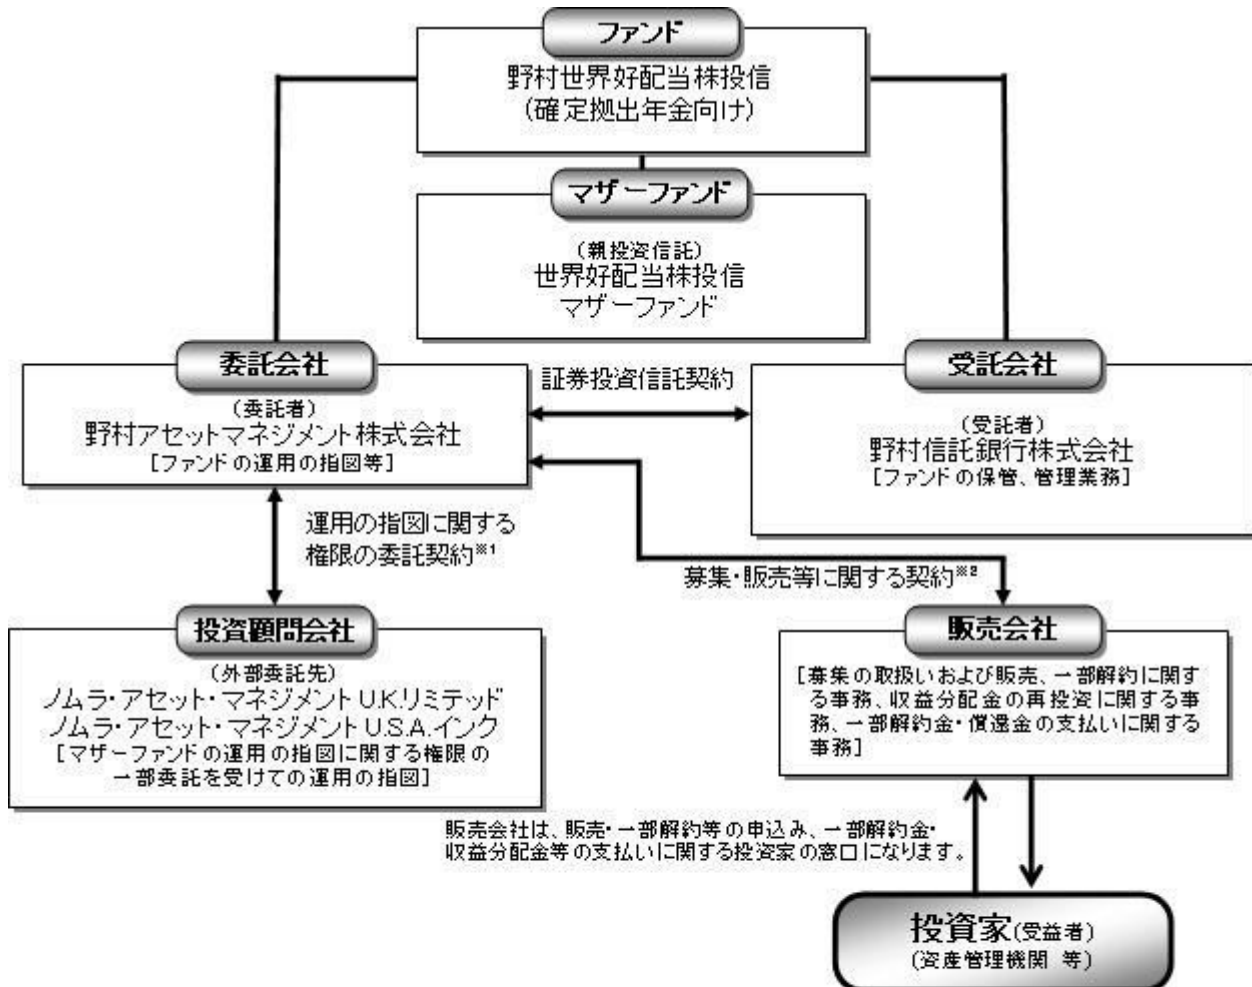 ファンド
野村世界好配当株投信
(確定拠出年金向け)
マザーファンド
(親投資信託)
世界好配当株投信
マザーファンド
委託会社
(委託者)
野村アセットマネジメント株式会社
[ファンドの運用の指図等]
証券投資信託契約
受託会社
(受託者)
野村信託銀行株式会社
[ファンドの保管、管理業務]
運用の指図に関する
権限の委託契約※1
募集・販売等に関する契約※2
投資顧問会社
(外部委託先)
ノムラ・アセット・マネジメントU.K.リミテッド
ノムラ・アセット・マネジメントU.S.A.インク
[マザーファンドの運用の指図に関する権限の
一部委託を受けての運用の指図]
販売会社
[募集の取扱いおよび販売、一部解約に関す
る事務、収益分配金の再投資に関する事
務、一部解約金・償還金の支払いに関する
事務]
販売会社は、販売・一部解約等の申込み、一部解約金・
収益分配金等の支払いに関する投資家の窓口になります。
投資家(受益者)
(資産管理機関 等)